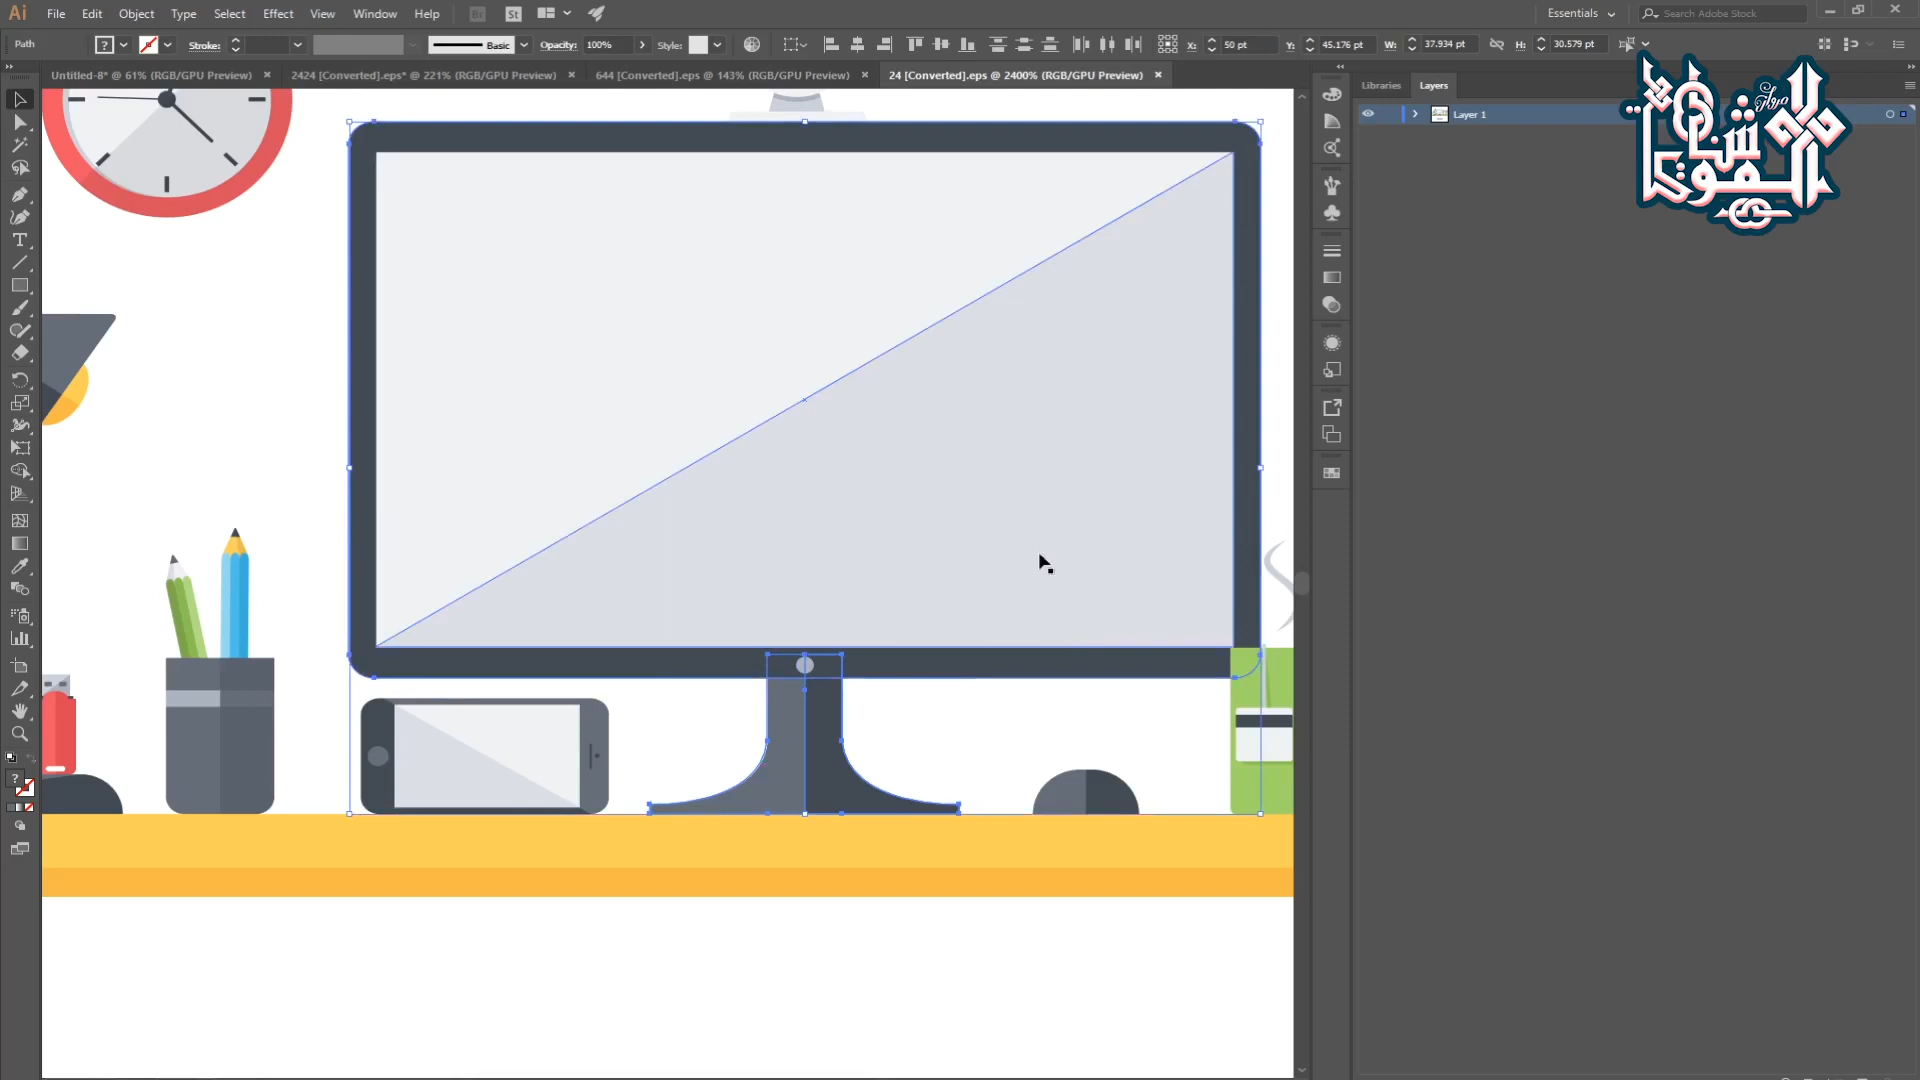 Ai File Edit Object Type Select Effect View Window Help Br St Essentials Search Adobe Stock
Path ? Stroke: Basic Opacity: 100% Style: X: 50 pt Y: 45.176 pt W: 37.934 pt H: 30.579 pt
Untitled-8* @ 61% (RGB/GPU Preview) × 2424 [Converted].eps* @ 221% (RGB/GPU Preview) × 644 [Converted].eps @ 143% (RGB/GPU Preview) × 24 [Converted].eps @ 2400% (RGB/GPU Preview) ×
Libraries Layers
Layer 1